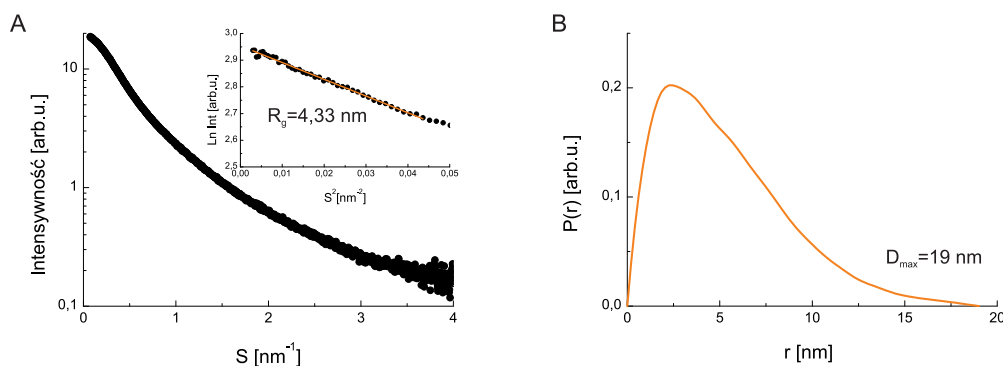 A
Intensywność [arb.u.]
10
1
0,1
0
1
2
3
4
S [nm⁻¹]
Ln Int [arb.u.]
3,0
2,9
2,8
2,7
2,6
2,5
0,00
0,01
0,02
0,03
0,04
0,05
S²[nm⁻²]
Rg=4,33 nm
B
P(r) [arb.u.]
0,2
0,1
0,0
0
5
10
15
20
r [nm]
Dmax=19 nm